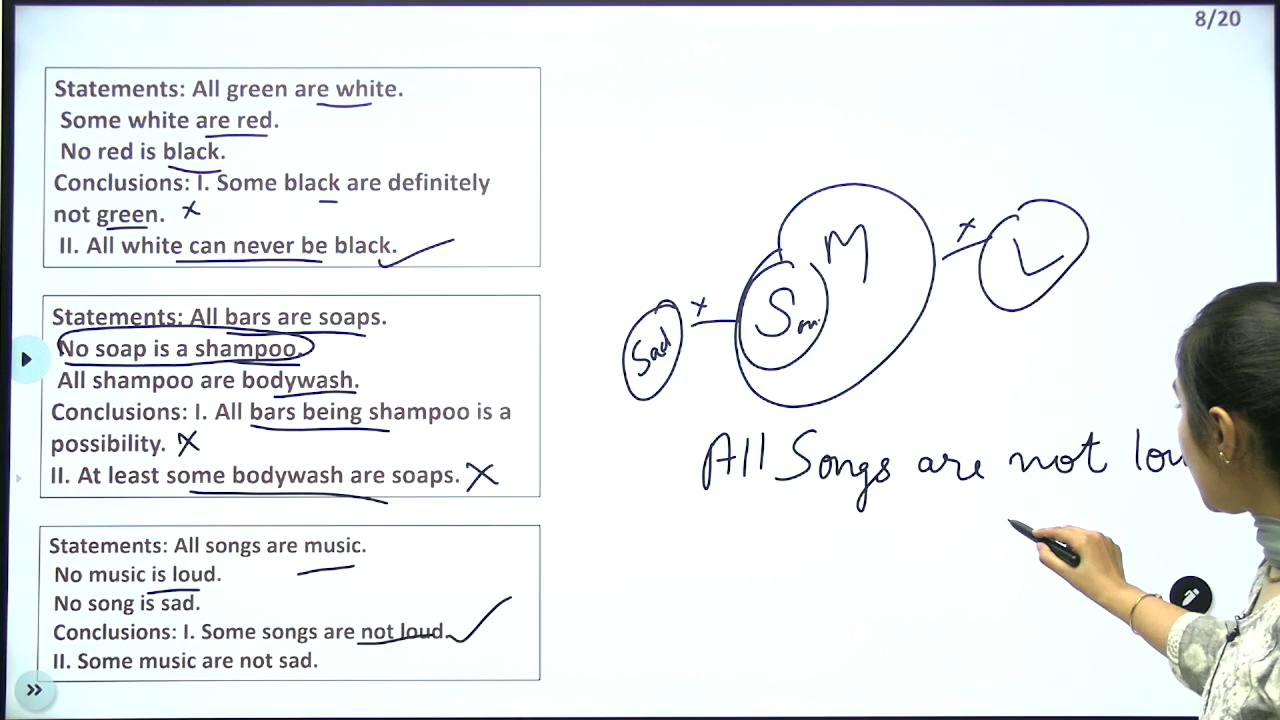 8/20
Statements: All green are white.
Some white are red.
No red is black.
Conclusions: I. Some black are definitely
not green. x
II. All white can never be black.
Statements: All bars are soaps.
No soap is a shampoo.
All shampoo are bodywash.
Conclusions: I. All bars being shampoo is a
possibility. X
II. At least some bodywash are soaps. X
Statements: All songs are music.
No music is loud.
No song is sad.
Conclusions: I. Some songs are not loud.
II. Some music are not sad.
M
x
L
x
Sad
All Songs are not